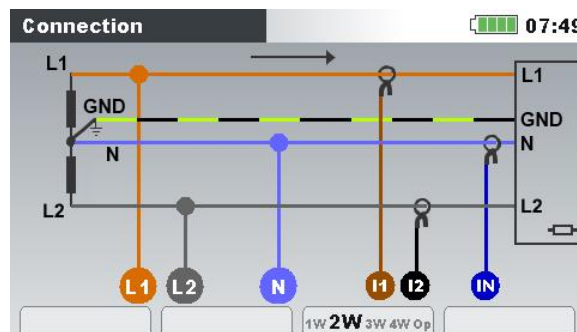 Connection 07:49
L1 L1
GND GND
N N
L2 L2
L1 L2 N I1 I2 IN
1W 2W 3W 4W Op